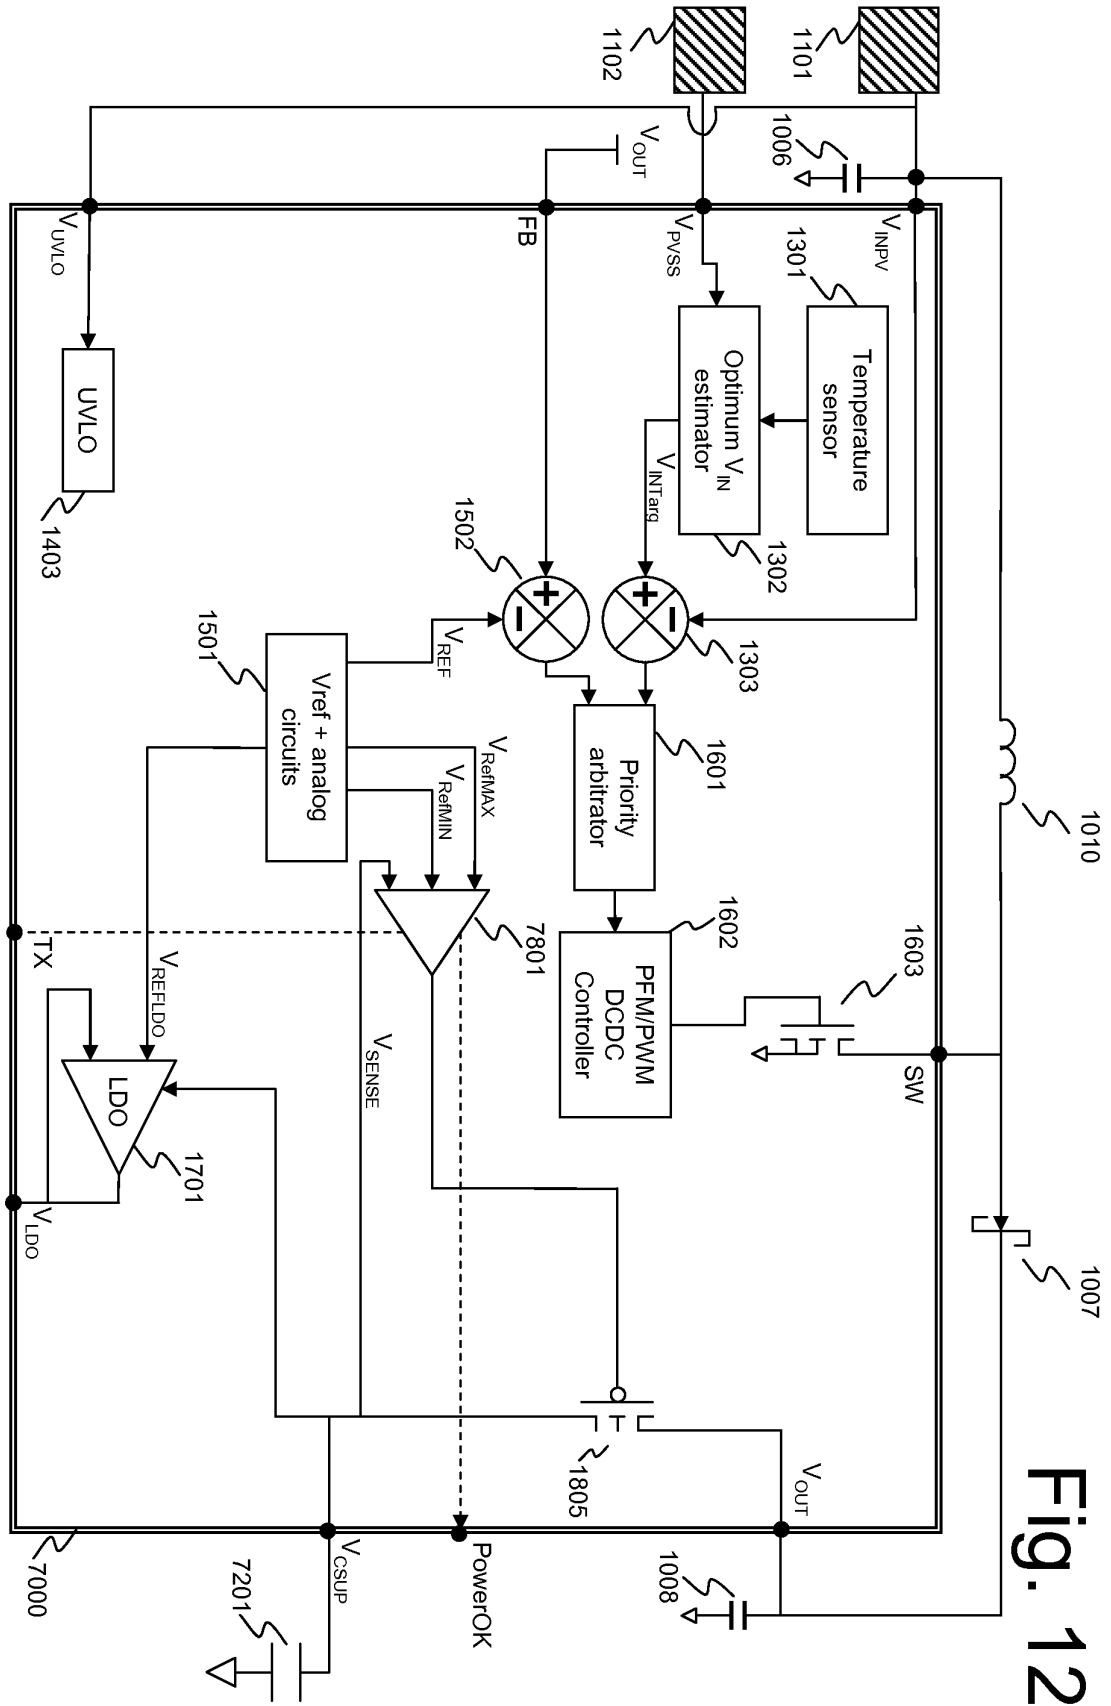 Fig. 12
1010
1007
1101
1102
1006
V_OUT
V_INPV
V_PVSS
FB
V_UVLO
1301
Temperature
sensor
Optimum V_IN
estimator
1302
V_INTarg
1303
1502
UVLO
1403
1501
V_REF
Vref + analog
circuits
V_RefMAX
V_RefMIN
1601
Priority
arbitrator
1602
PFM/PWM
DCDC
Controller
1603
SW
7801
TX
V_REFLDO
V_SENSE
LDO
1701
V_LDO
1805
V_OUT
1008
PowerOK
V_CSUP
7201
7000